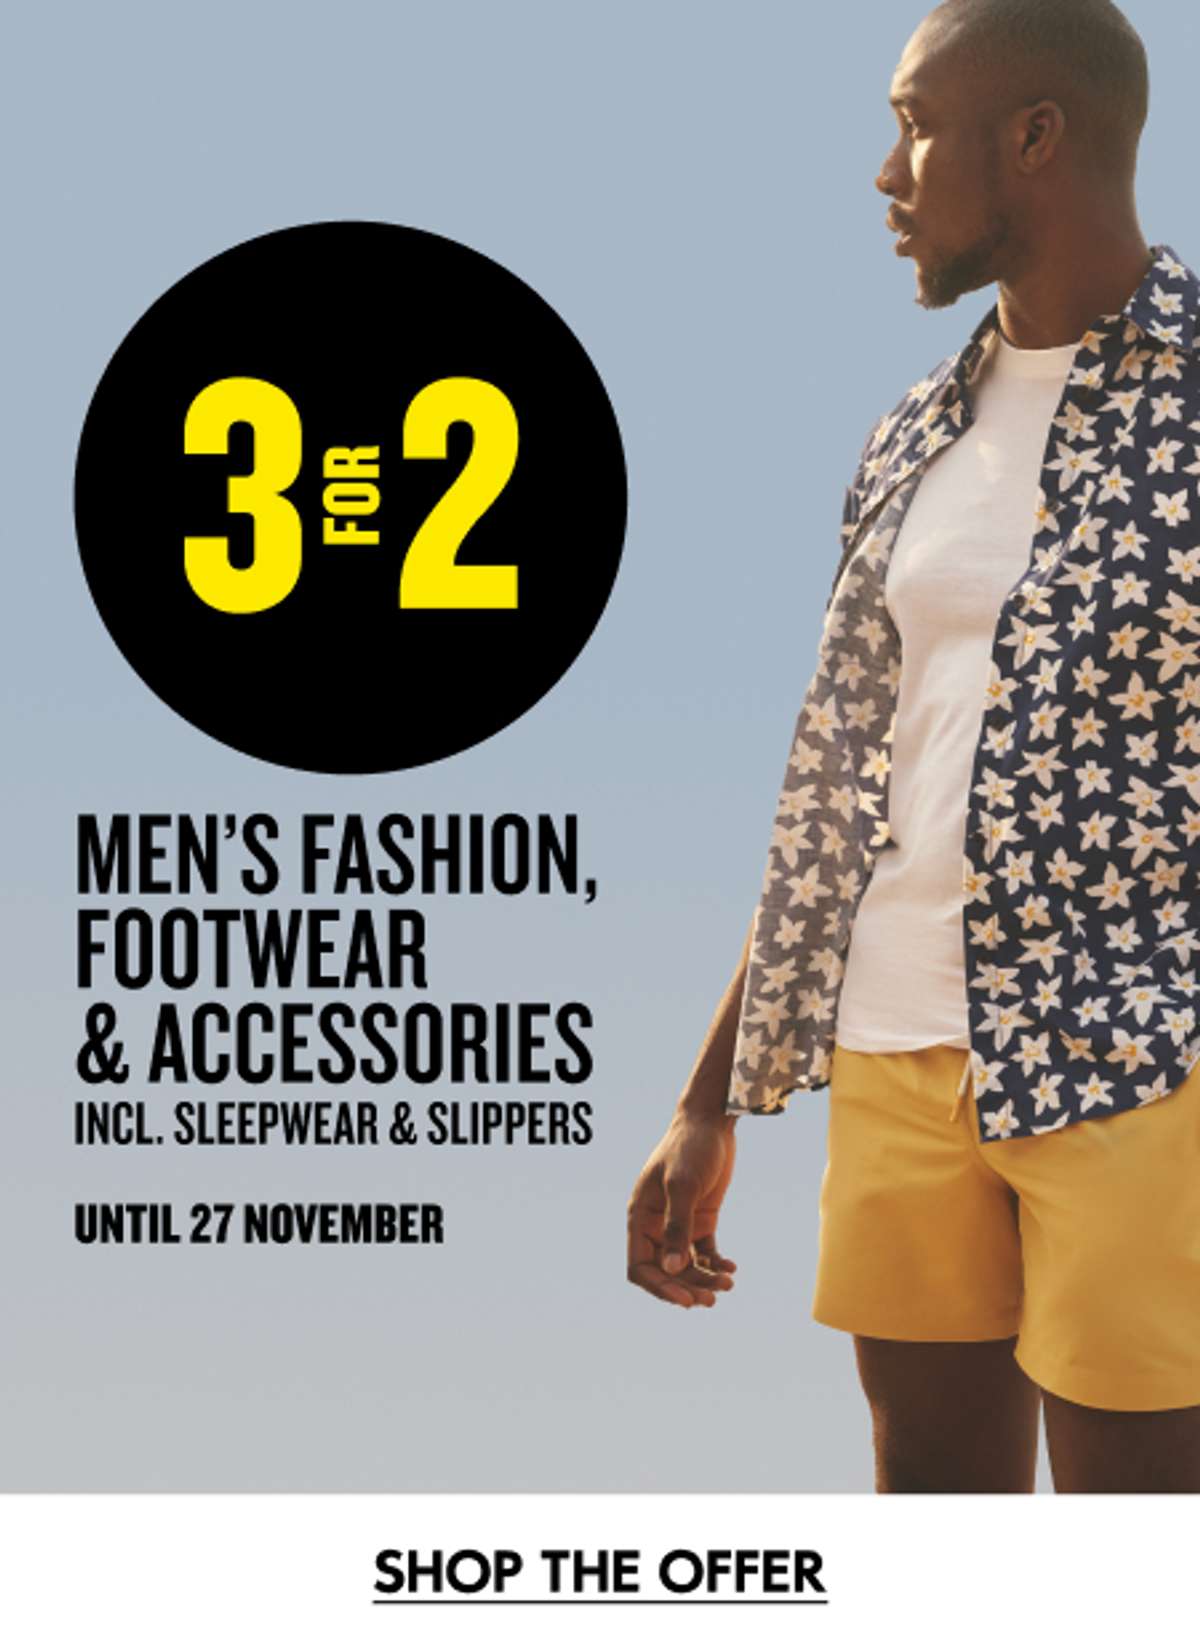 3 FOR 2
MEN'S FASHION,
FOOTWEAR
& ACCESSORIES
INCL. SLEEPWEAR & SLIPPERS
UNTIL 27 NOVEMBER
SHOP THE OFFER